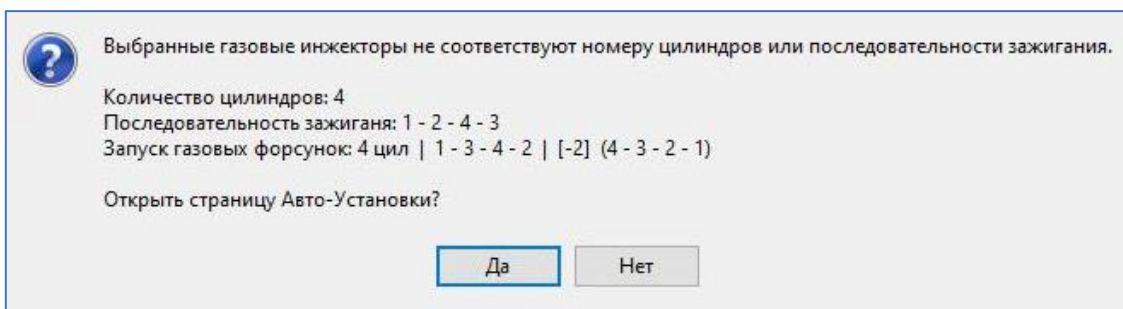 Выбранные газовые инжекторы не соответствуют номеру цилиндров или последовательности зажигания.
Количество цилиндров: 4
Последовательность зажиганя: 1 - 2 - 4 - 3
Запуск газовых форсунок: 4 цил | 1 - 3 - 4 - 2 | [-2] (4 - 3 - 2 - 1)
Открыть страницу Авто-Установки?
Да Нет